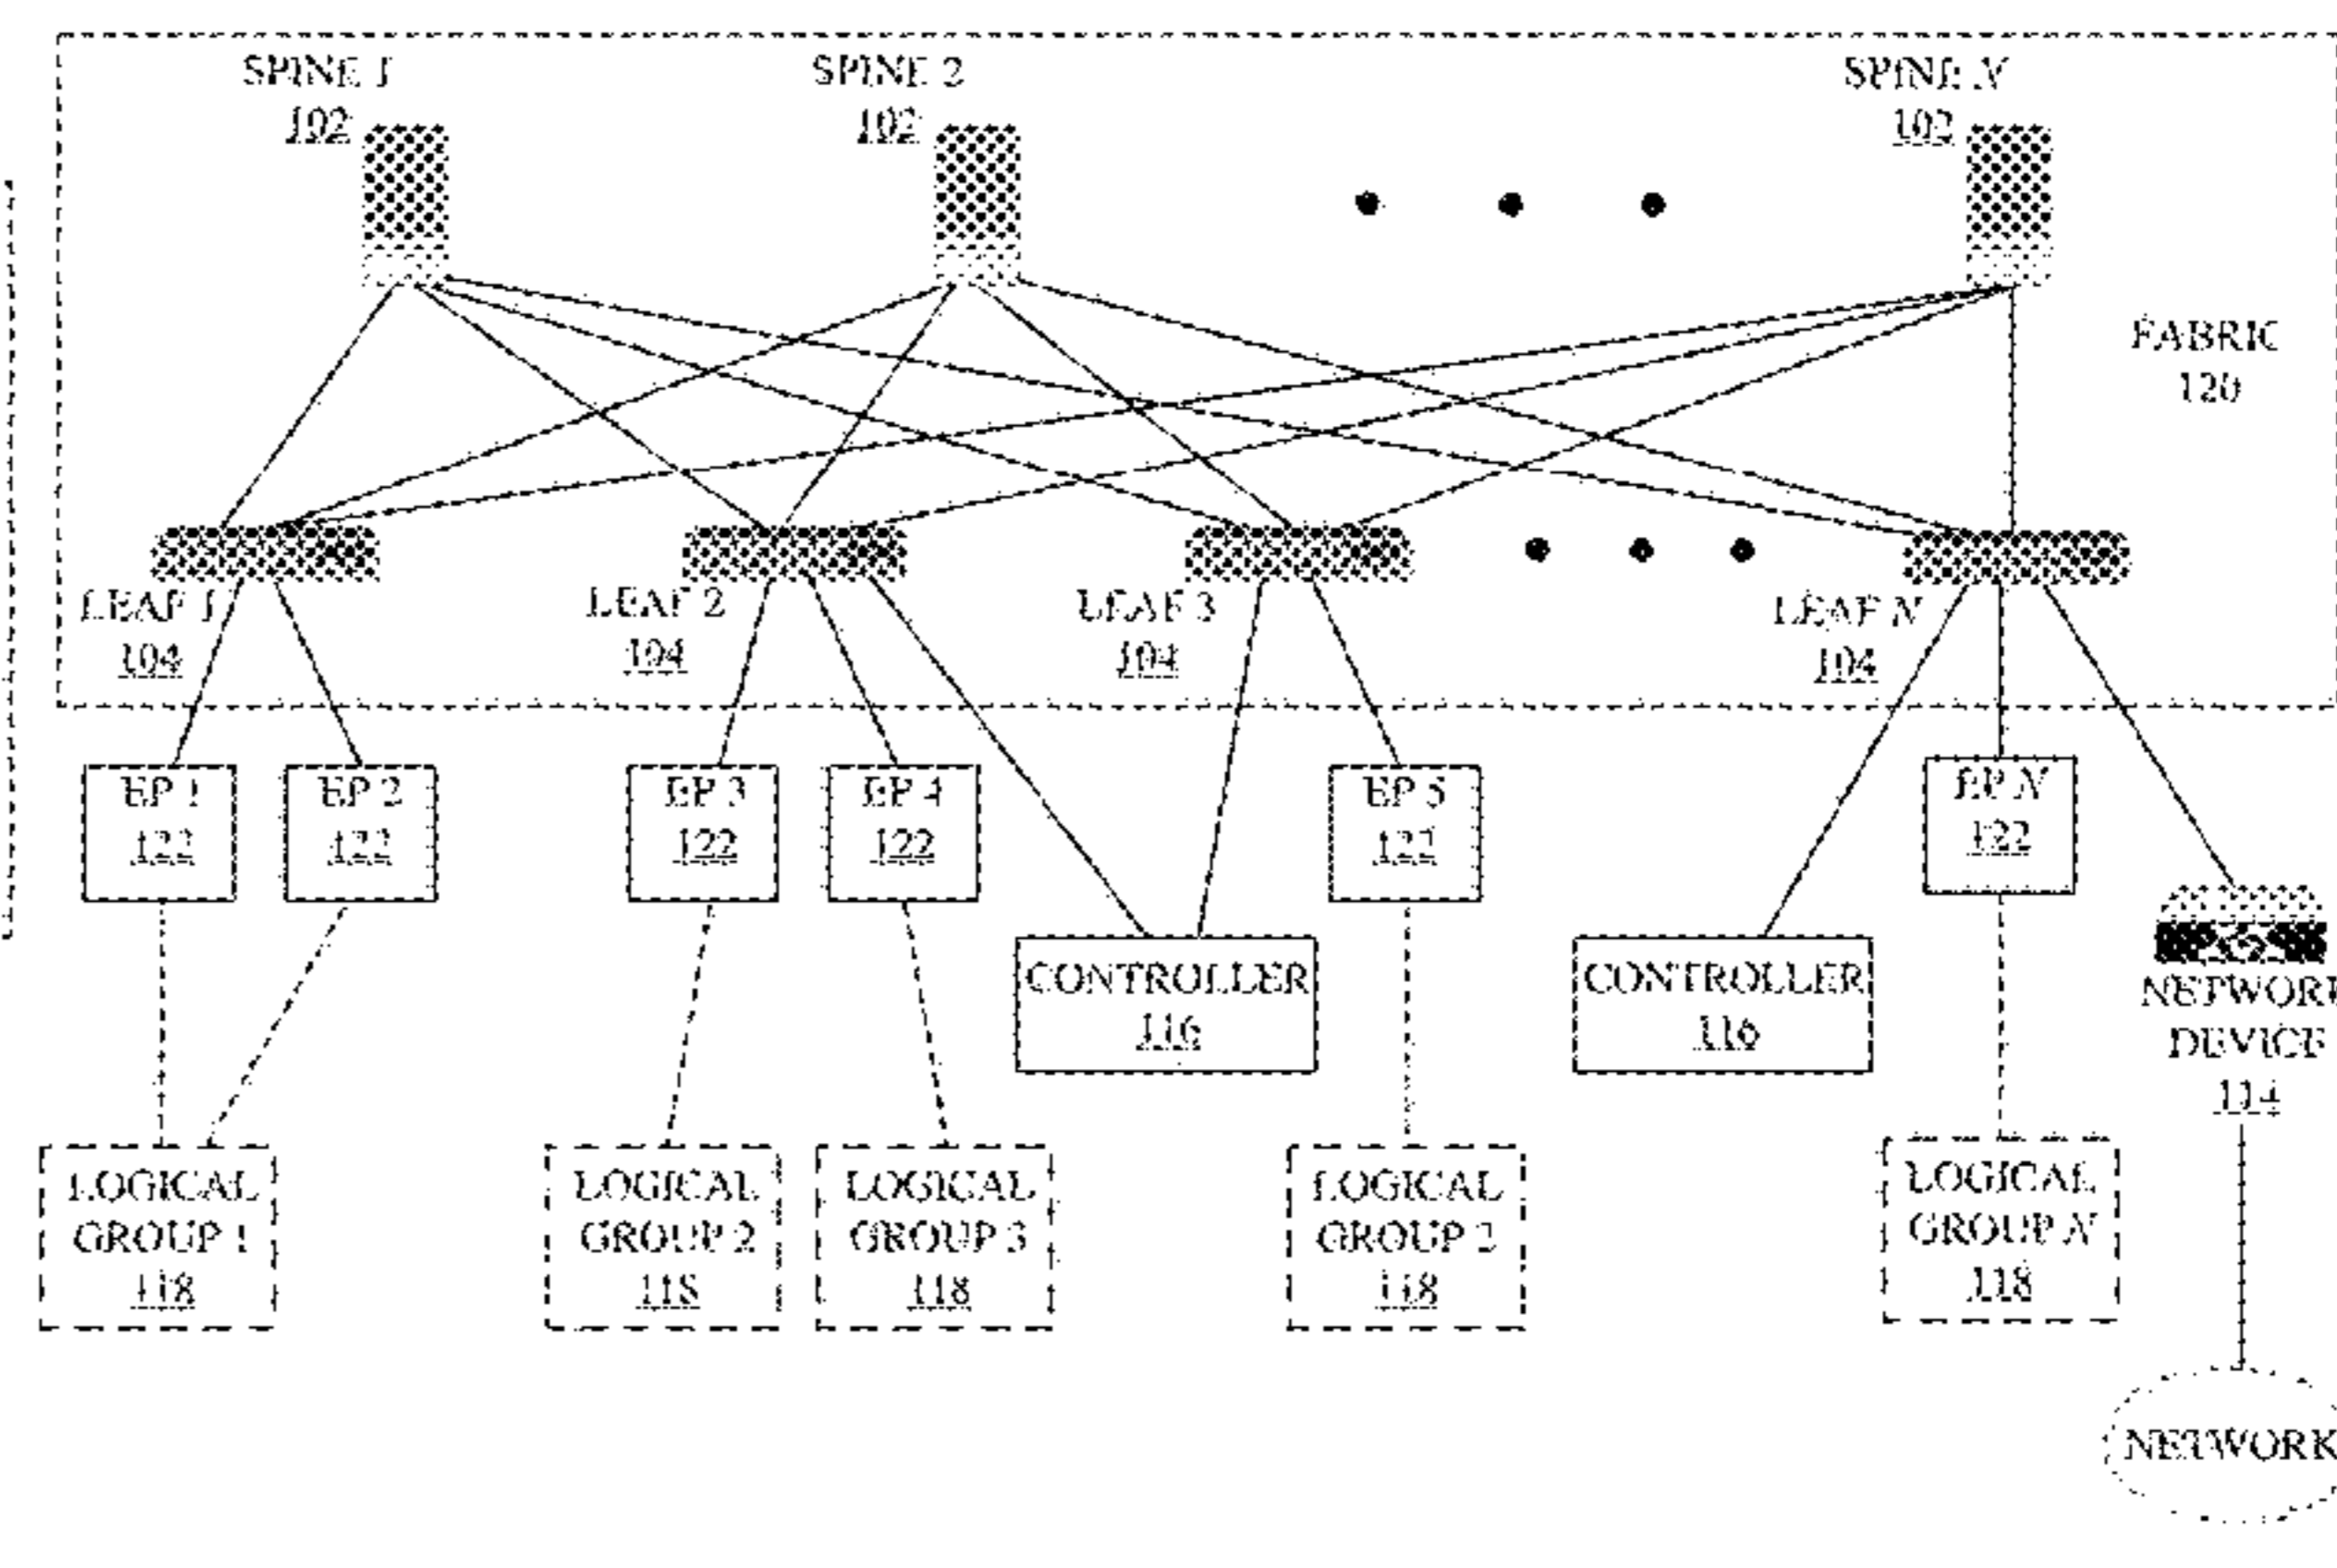 SPINE 1
102
SPINE 2
102
SPINE N
102
FABRIC
120
LEAF 1
104
LEAF 2
104
LEAF 3
104
LEAF N
104
EP 1
122
EP 2
122
EP 3
122
EP 4
122
EP 5
122
EP N
122
CONTROLLER
116
CONTROLLER
116
NETWORK
DEVICE
114
LOGICAL
GROUP 1
118
LOGICAL
GROUP 2
118
LOGICAL
GROUP 3
118
LOGICAL
GROUP 2
118
LOGICAL
GROUP N
118
NETWORK